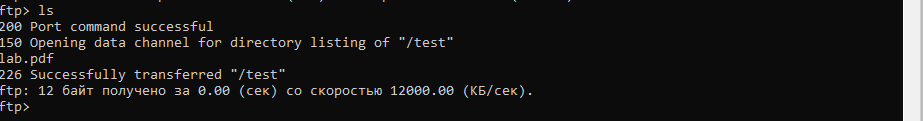 ftp> ls
200 Port command successful
150 Opening data channel for directory listing of "/test"
lab.pdf
226 Successfully transferred "/test"
ftp: 12 байт получено за 0.00 (сек) со скоростью 12000.00 (КБ/сек).
ftp>